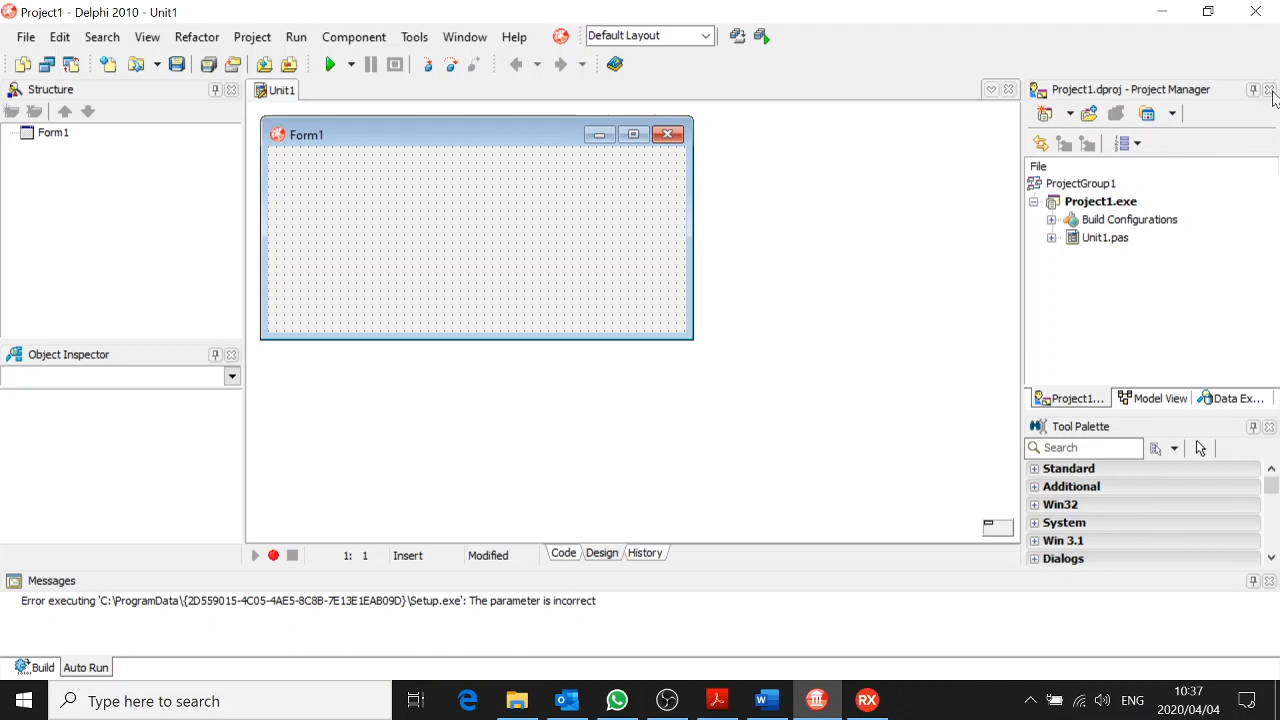 Project1 - Delphi 2010 - Unit1
File Edit Search View Refactor Project Run Component Tools Window Help Default Layout
Structure
Form1
Object Inspector
Unit1
Form1
Project1.dproj - Project Manager
File
ProjectGroup1
Project1.exe
Build Configurations
Unit1.pas
Project1... Model View Data Ex...
Tool Palette
Search
Standard
Additional
Win32
System
Win 3.1
Dialogs
1: 1 Insert Modified Code Design History
Messages
Error executing 'C:\ProgramData\{2D559015-4C05-4AE5-8C8B-7E13E1EAB09D}\Setup.exe': The parameter is incorrect
Build Auto Run
Type here to search
RX
ENG
10:37
2020/04/04